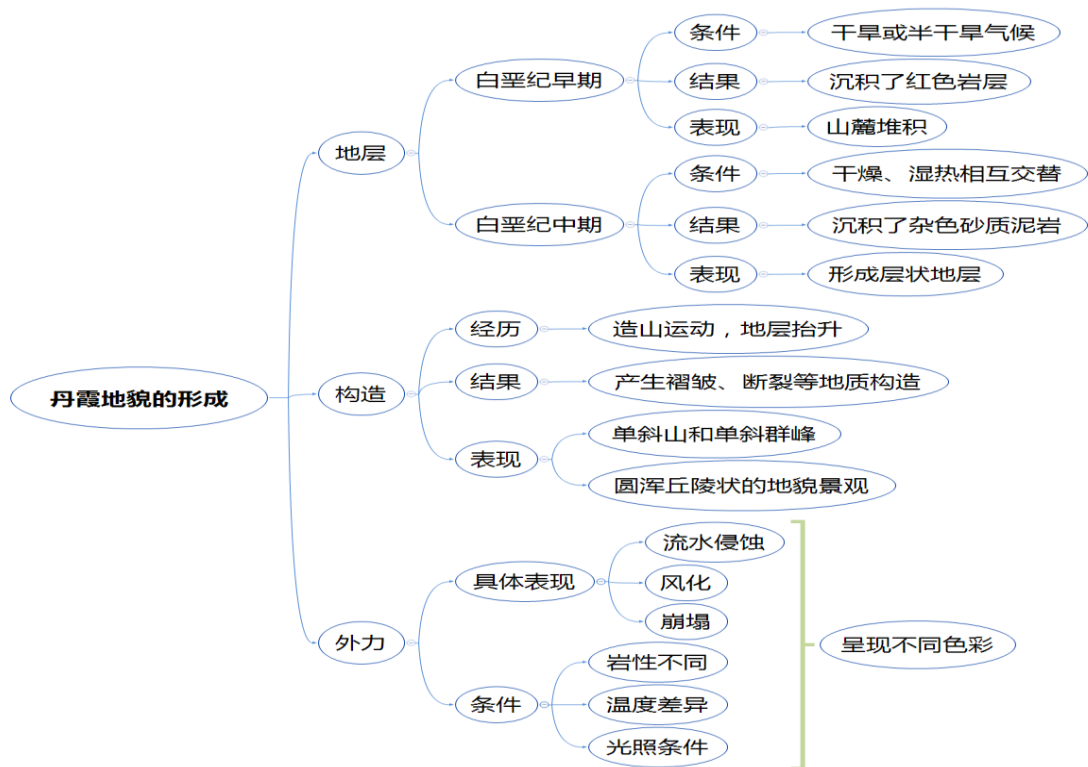 条件
干旱或半干旱气候
白垩纪早期
结果
沉积了红色岩层
表现
山麓堆积
地层
条件
干燥、湿热相互交替
白垩纪中期
结果
沉积了杂色砂质泥岩
表现
形成层状地层
经历
造山运动，地层抬升
丹霞地貌的形成
构造
结果
产生褶皱、断裂等地质构造
表现
单斜山和单斜群峰
圆浑丘陵状的地貌景观
流水侵蚀
具体表现
风化
崩塌
外力
呈现不同色彩
岩性不同
条件
温度差异
光照条件